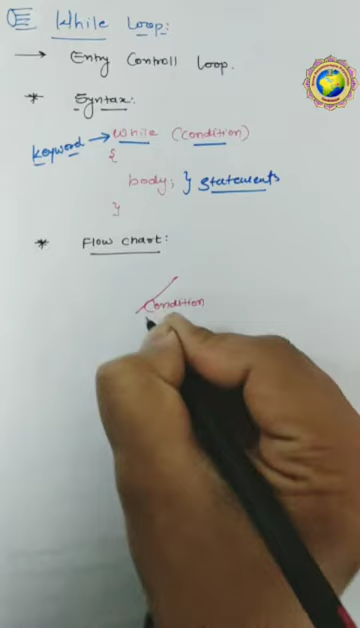 While Loop:
→ Entry Controll Loop.
* Syntax:
keyword → While (condition)
{
body; } Statements
}
* Flow chart:
Condition